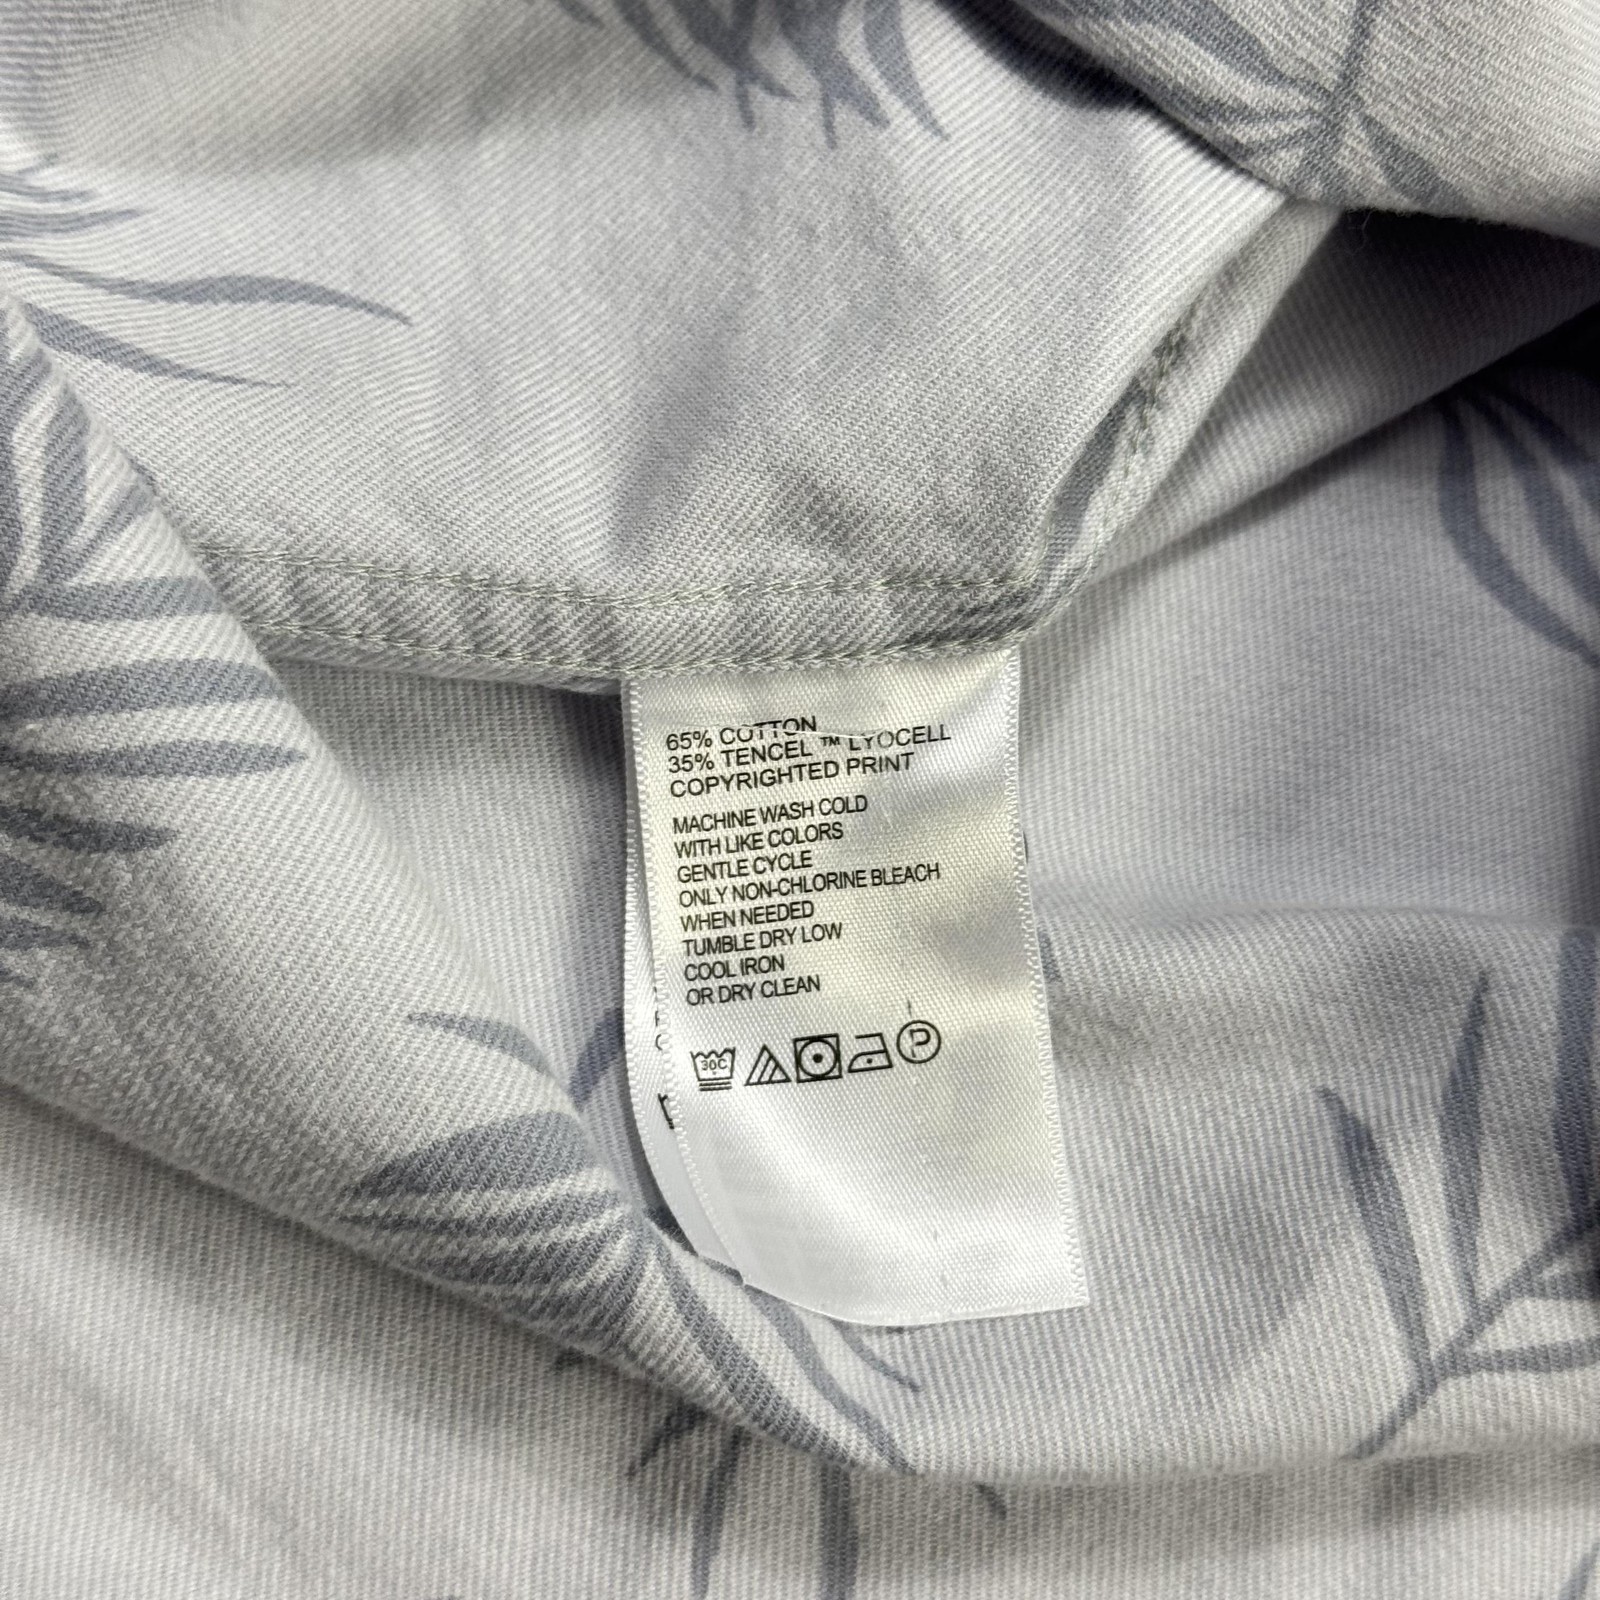 65% COTTON
35% TENCEL ™ LYOCELL
COPYRIGHTED PRINT
MACHINE WASH COLD
WITH LIKE COLORS
GENTLE CYCLE
ONLY NON-CHLORINE BLEACH
WHEN NEEDED
TUMBLE DRY LOW
COOL IRON
OR DRY CLEAN
30C P